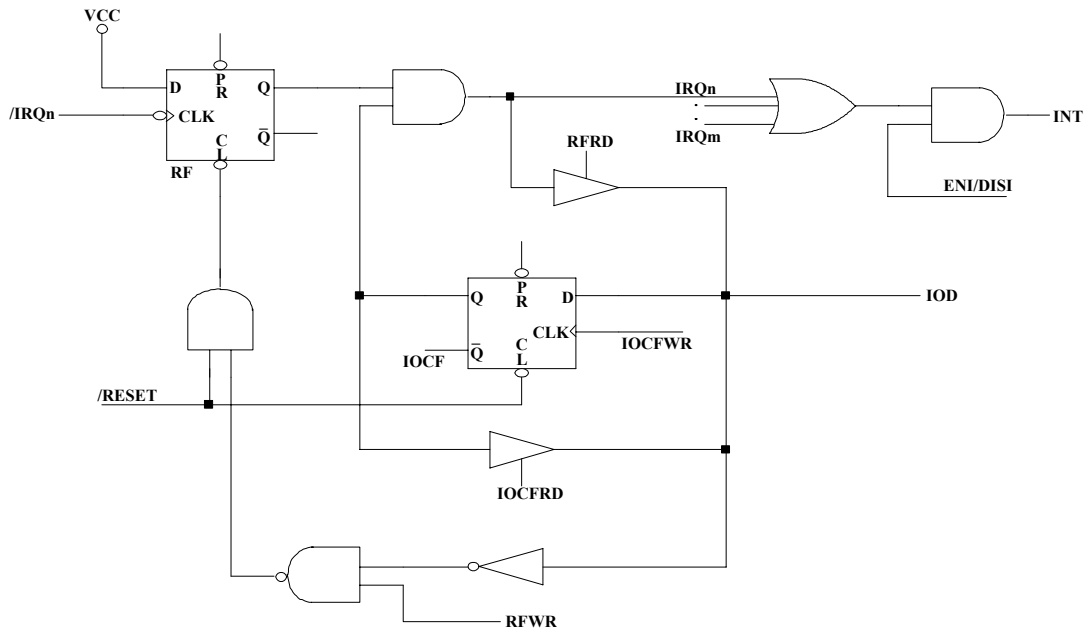 VCC
P
R
D
Q
/IRQn
CLK
Q̅
C
L
RF
IRQn
:
IRQm
INT
RFRD
ENI/DISI
P
R
Q
D
IOD
CLK
IOCFWR
C
L
IOCF
Q̅
/RESET
IOCFRD
RFWR